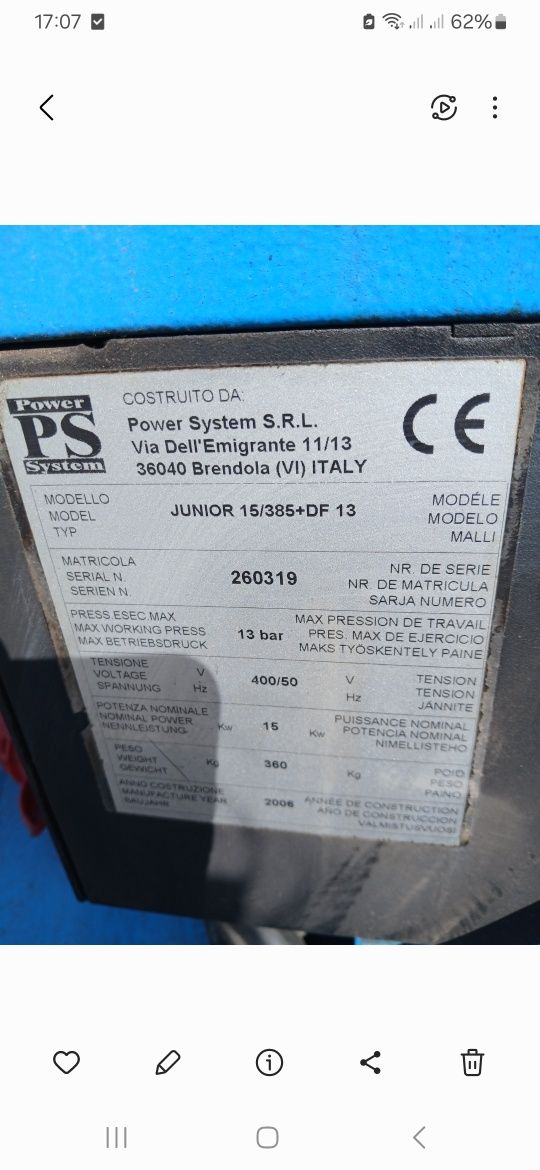 17:07
62%
Power
PS
System
COSTRUITO DA:
Power System S.R.L.
Via Dell'Emigrante 11/13
36040 Brendola (VI) ITALY
CE
MODELLO
MODEL
TYP
JUNIOR 15/385+DF 13
MODÉLE
MODELO
MALLI
MATRICOLA
SERIAL N.
SERIEN N.
260319
NR. DE SERIE
NR. DE MATRICULA
SARJA NUMERO
PRESS.ESEC.MAX
MAX WORKING PRESS
MAX BETRIEBSDRUCK
13 bar
MAX PRESSION DE TRAVAIL
PRES. MAX DE EJERCICIO
MAKS TYÖSKENTELY PAINE
TENSIONE
VOLTAGE V
SPANNUNG Hz
400/50
V TENSION
Hz TENSION
JÄNNITE
POTENZA NOMINALE
NOMINAL POWER
NENNLEISTUNG
Kw
15
Kw
PUISSANCE NOMINAL
POTENCIA NOMINAL
NIMELLISTEHO
PESO
WEIGHT
GEWICHT
Kg
360
Kg
POID
PESO
PAINO
ANNO COSTRUZIONE
MANUFACTURE YEAR
BAUJAHR
2006
ANNÉE DE CONSTRUCTION
AÑO DE CONSTRUCCION
VALMISTUSVUOSI